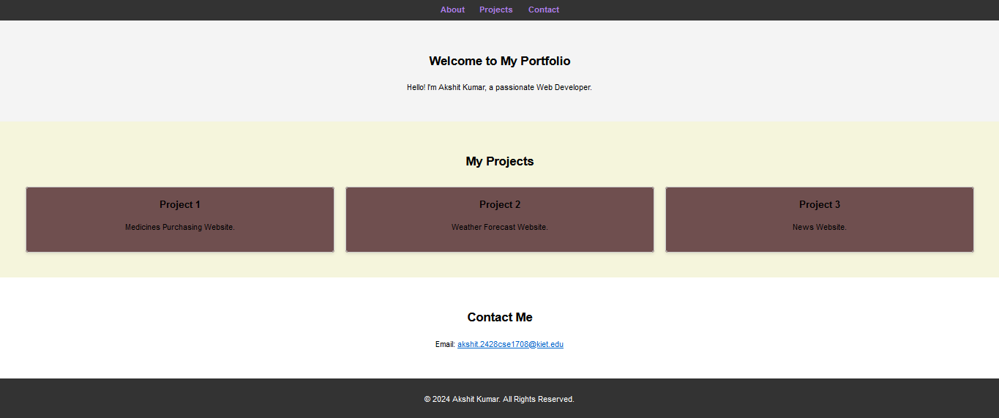 About Projects Contact
Welcome to My Portfolio
Hello! I'm Akshit Kumar, a passionate Web Developer.
My Projects
Project 1
Medicines Purchasing Website.
Project 2
Weather Forecast Website.
Project 3
News Website.
Contact Me
Email: akshit.2428cse1708@kiet.edu
© 2024 Akshit Kumar. All Rights Reserved.